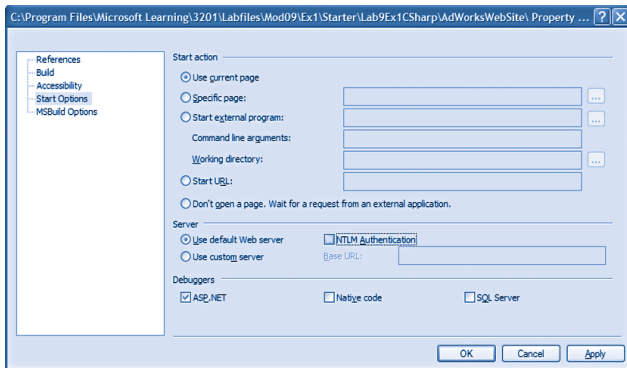 C:\Program Files\Microsoft Learning\3201\Labfiles\Mod09\Ex1\Starter\Lab9Ex1CSharp\AdWorksWebSite\ Property ...
References
Build
Accessibility
Start Options
MSBuild Options
Start action
Use current page
Specific page:
...
Start external program:
...
Command line arguments:
Working directory:
...
Start URL:
Don't open a page. Wait for a request from an external application.
Server
Use default Web server
NTLM Authentication
Use custom server
Base URL:
Debuggers
ASP.NET
Native code
SQL Server
OK
Cancel
Apply